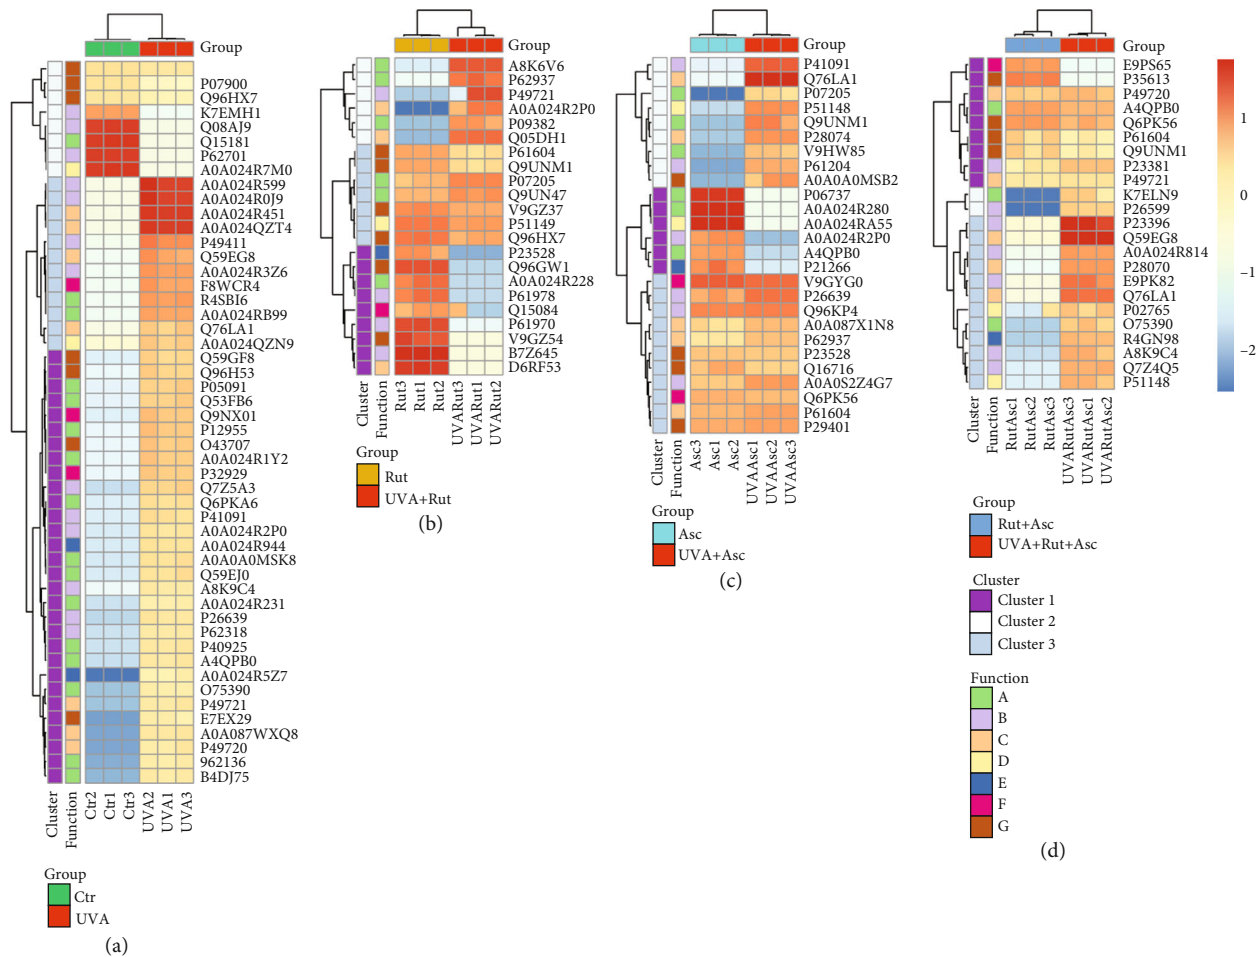 Group
P07900
Q96HX7
K7EMH1
Q08AJ9
Q15181
P62701
A0A024R7M0
A0A024R599
A0A024R0J9
A0A024R451
A0A024QZT4
P49411
Q59EG8
A0A024R3Z6
F8WCR4
R4SBI6
A0A024RB99
Q76LA1
A0A024QZN9
Q59GF8
Q96H53
P05091
Q53FB6
Q9NX01
P12955
O43707
A0A024R1Y2
P32929
Q7Z5A3
Q6PKA6
P41091
A0A024R2P0
A0A024R944
A0A0A0MSK8
Q59EJ0
A8K9C4
A0A024R231
P26639
P62318
P40925
A4QPB0
A0A024R5Z7
O75390
P49721
E7EX29
A0A087WXQ8
P49720
962136
B4DJ75
Cluster
Function
Ctr2
Ctr1
Ctr3
UVA2
UVA1
UVA3
Group
Ctr
UVA
(a)
Group
A8K6V6
P62937
P49721
A0A024R2P0
P09382
Q05DH1
P61604
Q9UNM1
P07205
Q9UN47
V9GZ37
P51149
Q96HX7
P23528
Q96GW1
A0A024R228
P61978
Q15084
P61970
V9GZ54
B7Z645
D6RF53
Cluster
Function
Rut3
Rut1
Rut2
UVARut3
UVARut1
UVARut2
Group
Rut
UVA+Rut
(b)
Group
P41091
Q76LA1
P07205
P51148
Q9UNM1
P28074
V9HW85
P61204
A0A0A0MSB2
P06737
A0A024R280
A0A024RA55
A0A024R2P0
A4QPB0
P21266
V9GYG0
P26639
Q96KP4
A0A087X1N8
P62937
P23528
Q16716
A0A0S2Z4G7
Q6PK56
P61604
P29401
Cluster
Function
Asc3
Asc1
Asc2
UVAAsc1
UVAAsc2
UVAAsc3
Group
Asc
UVA+Asc
(c)
Group
E9PS65
P35613
P49720
A4QPB0
Q6PK56
P61604
Q9UNM1
P23381
P49721
K7ELN9
P26599
P23396
Q59EG8
A0A024R814
P28070
E9PK82
Q76LA1
P02765
O75390
R4GN98
A8K9C4
Q7Z4Q5
P51148
Cluster
Function
RutAsc1
RutAsc2
RutAsc3
UVARutAsc3
UVARutAsc1
UVARutAsc2
1
0
−1
−2
Group
Rut+Asc
UVA+Rut+Asc
Cluster
Cluster 1
Cluster 2
Cluster 3
Function
A
B
C
D
E
F
G
(d)